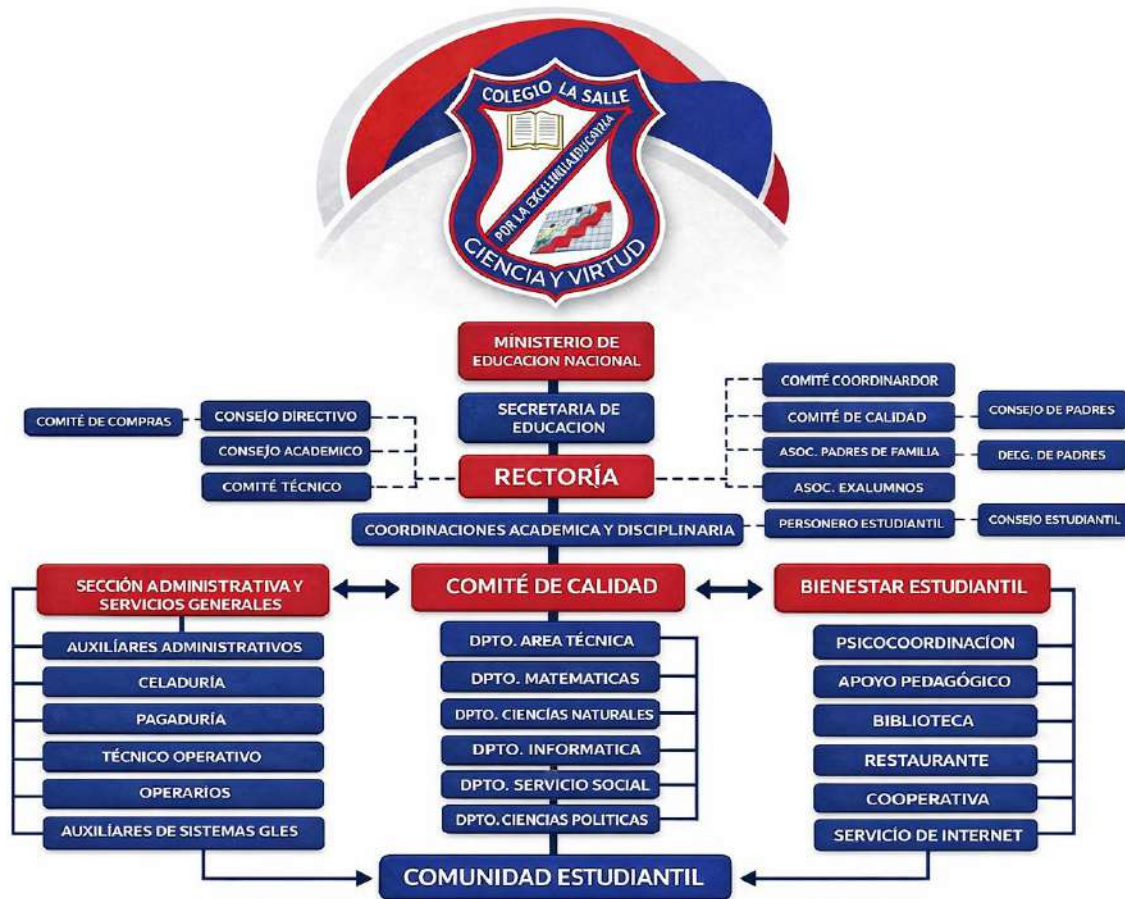 COLEGIO LA SALLE
POR LA EXCELENCIA EDUCATIVA
CIENCIA Y VIRTUD
MÍNISTERIO DE
EDUCACION NACIONAL
SECRETARIA DE
EDUCACION
RECTORÍA
COMITÉ DE COMPRAS
CONSEJO DIRECTIVO
CONSEJO ACADEMICO
COMITÉ TÉCNICO
COMITÉ COORDINARDOR
COMITÉ DE CALIDAD
CONSEJO DE PADRES
ASOC. PADRES DE FAMILIA
DELG. DE PADRES
ASOC. EXALUMNOS
COORDINACIONES ACADEMICA Y DISCIPLINARIA
PERSONERO ESTUDIANTIL
CONSEJO ESTUDIANTIL
SECCIÓN ADMINISTRATIVA Y
SERVICIOS GENERALES
COMITÉ DE CALIDAD
BIENESTAR ESTUDIANTIL
AUXILÍARES ADMINISTRATIVOS
CELADURÍA
PAGADURÍA
TÉCNICO OPERATIVO
OPERARÍOS
AUXILÍARES DE SISTEMAS GLES
DPTO. AREA TÉCNICA
DPTO. MATEMATICAS
DPTO. CIENCÍAS NATURALES
DPTO. INFORMATICA
DPTO. SERVICIO SOCIAL
DPTO. CIENCIAS POLITICAS
PSICOCOORDINACÍON
APOYO PEDAGÓGICO
BIBLIOTECA
RESTAURANTE
COOPERATIVA
SERVICÍO DE INTERNET
COMUNIDAD ESTUDIANTIL